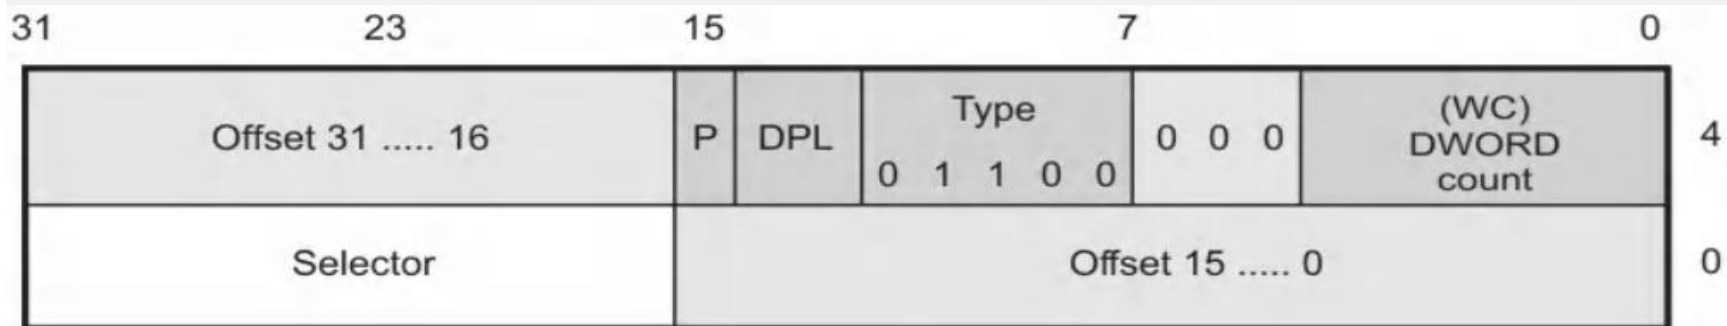 31 23 15 7 0
Offset 31 ..... 16 P DPL Type 0 1 1 0 0 0 0 0 (WC) DWORD count 4
Selector Offset 15 ..... 0 0